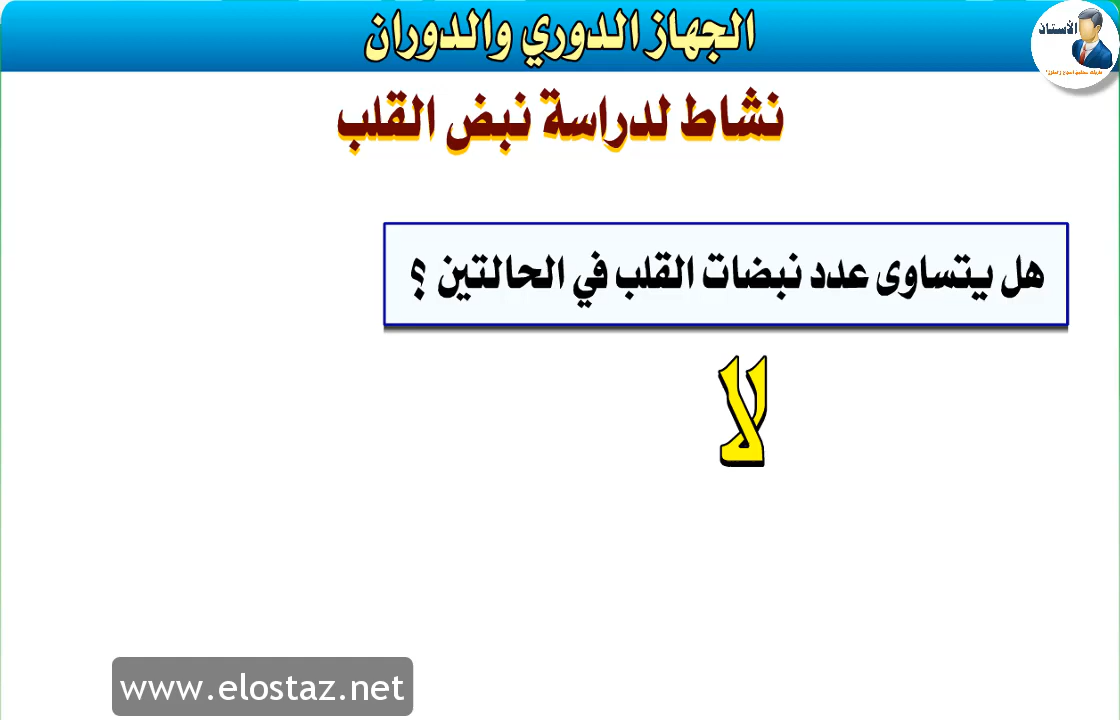 الجهاز الدوري والدوران
الأستاذ
نشاط لدراسة نبض القلب
هل يتساوى عدد نبضات القلب في الحالتين ؟
لا
www.elostaz.net